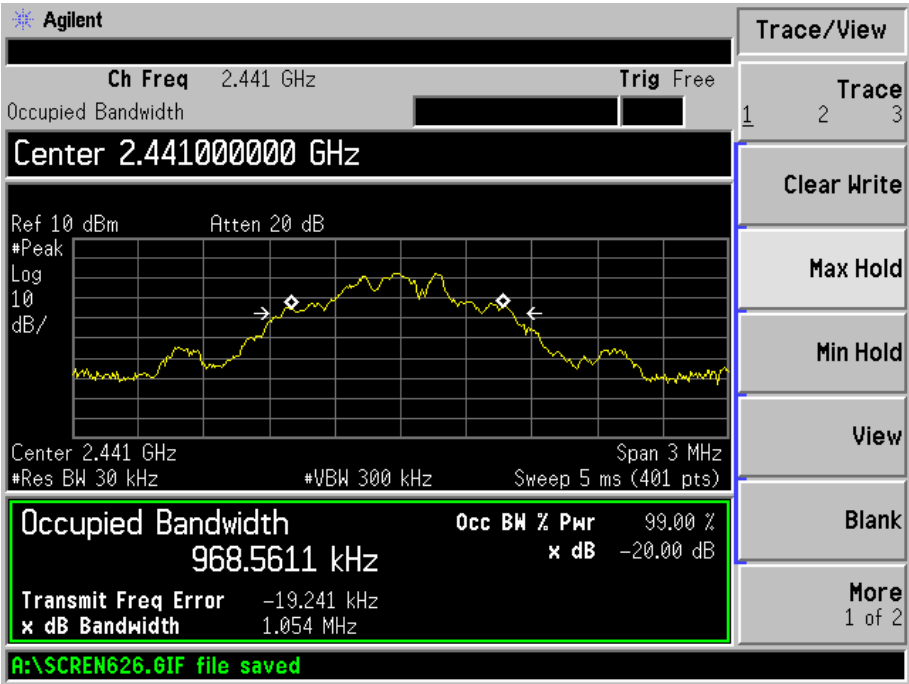 Agilent
Trace/View
Ch Freq 2.441 GHz Trig Free
Occupied Bandwidth
Trace
1 2 3
Center 2.441000000 GHz
Clear Write
Ref 10 dBm Atten 20 dB
#Peak
Log
10
dB/
Max Hold
Min Hold
View
Center 2.441 GHz Span 3 MHz
#Res BW 30 kHz #VBW 300 kHz Sweep 5 ms (401 pts)
Occupied Bandwidth
968.5611 kHz
Occ BW % Pwr 99.00 %
x dB -20.00 dB
Blank
Transmit Freq Error -19.241 kHz
x dB Bandwidth 1.054 MHz
More
1 of 2
A:\SCREN626.GIF file saved